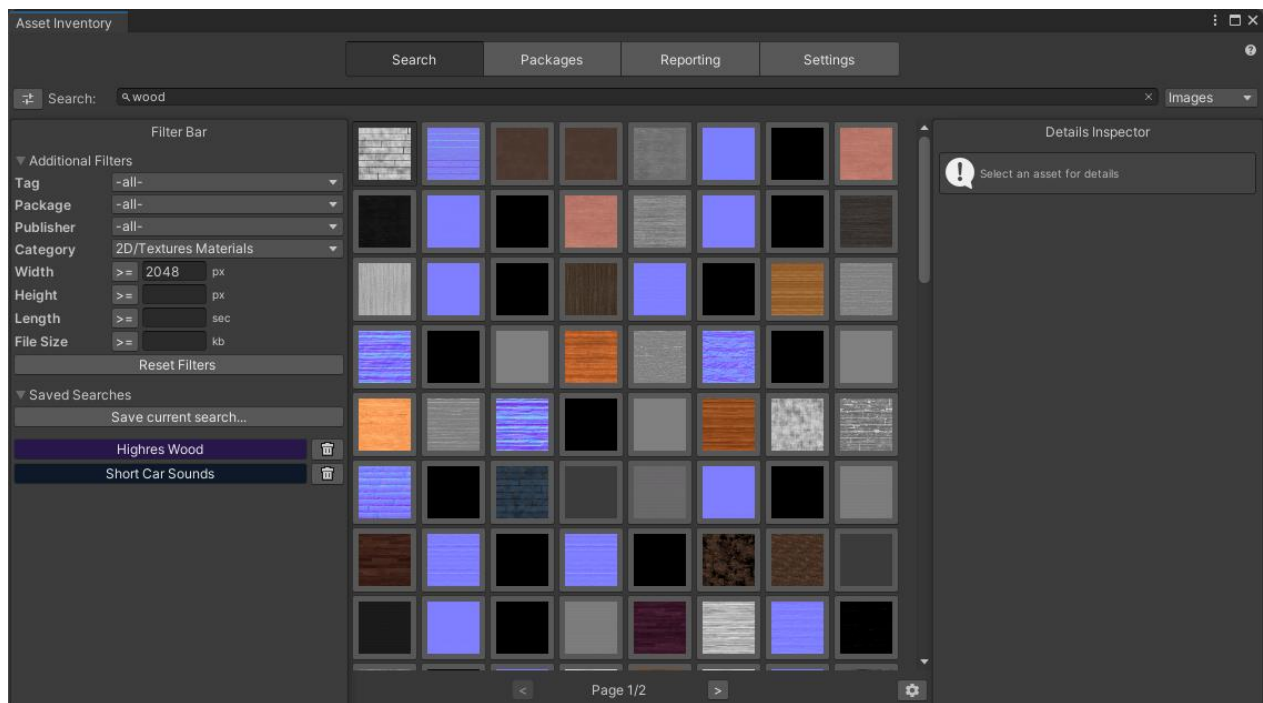 Asset Inventory
Search Packages Reporting Settings
Search: wood Images
Filter Bar
Additional Filters
Tag -all-
Package -all-
Publisher -all-
Category 2D/Textures Materials
Width >= 2048 px
Height >= px
Length >= sec
File Size >= kb
Reset Filters
Saved Searches
Save current search...
Highres Wood
Short Car Sounds
Details Inspector
Select an asset for details
< Page 1/2 >